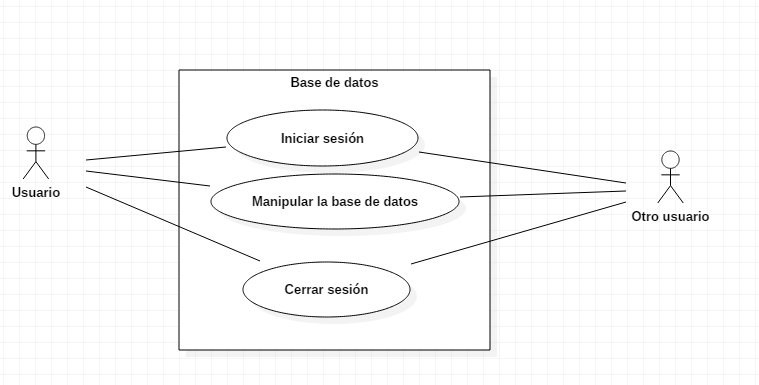 Base de datos
Iniciar sesión
Usuario
Manipular la base de datos
Otro usuario
Cerrar sesión